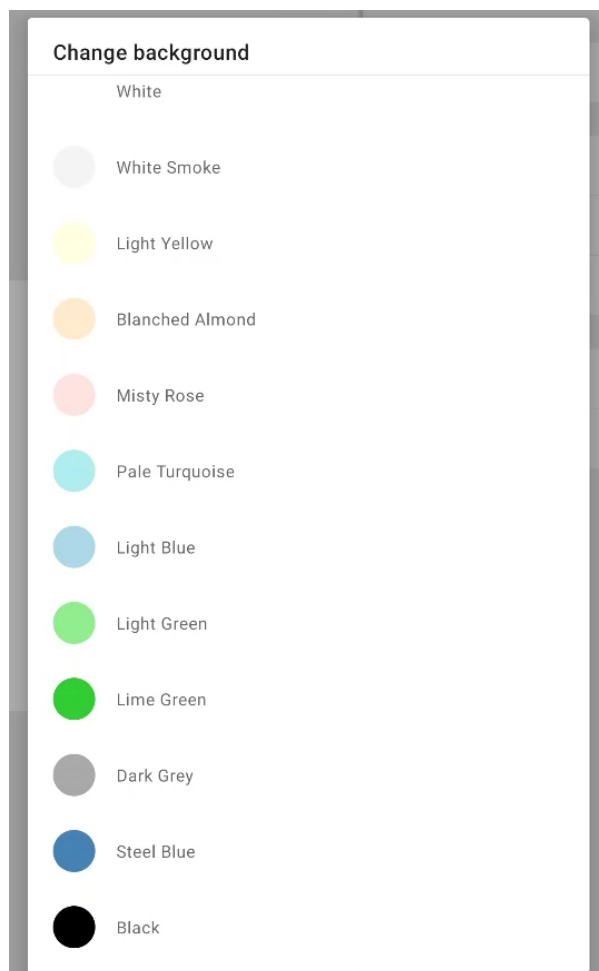 Change background
White
White Smoke
Light Yellow
Blanched Almond
Misty Rose
Pale Turquoise
Light Blue
Light Green
Lime Green
Dark Grey
Steel Blue
Black